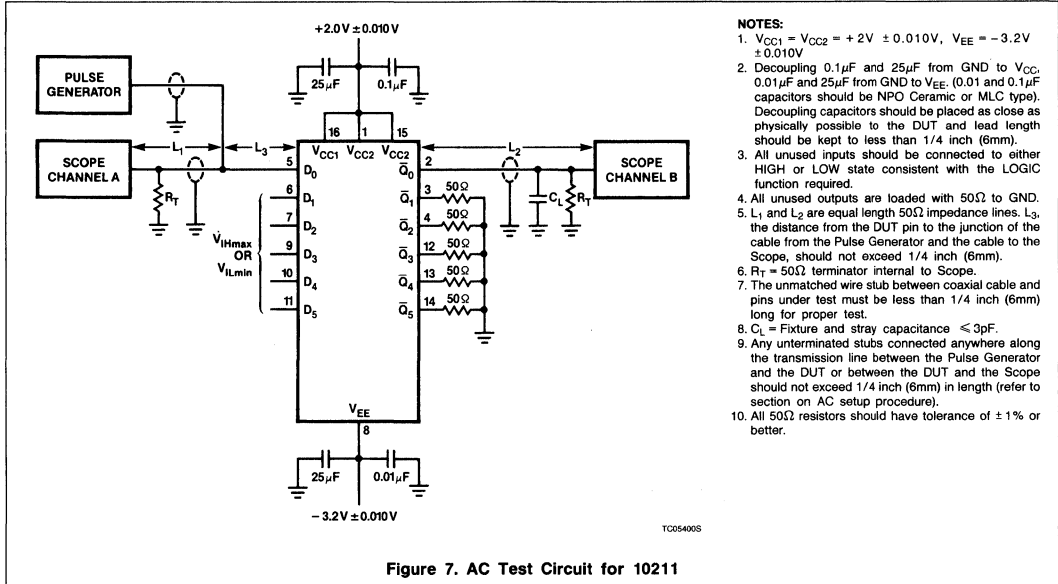 +2.0V ± 0.010V
25μF
0.1μF
PULSE
GENERATOR
L1
L3
SCOPE
CHANNEL A
RT
16
1
15
VCC1
VCC2
VCC2
5
D0
6
D1
7
D2
9
D3
10
D4
11
D5
VIHmax
OR
VILmin
2
Q̅0
3
Q̅1
50Ω
4
Q̅2
50Ω
12
Q̅3
50Ω
13
Q̅4
50Ω
14
Q̅5
50Ω
L2
CL
RT
SCOPE
CHANNEL B
VEE
8
25μF
0.01μF
− 3.2V ± 0.010V
TC05400S
NOTES:
1. VCC1 = VCC2 = + 2V ± 0.010V, VEE = − 3.2V
± 0.010V
2. Decoupling 0.1μF and 25μF from GND to VCC,
0.01μF and 25μF from GND to VEE. (0.01 and 0.1μF
capacitors should be NPO Ceramic or MLC type).
Decoupling capacitors should be placed as close as
physically possible to the DUT and lead length
should be kept to less than 1/4 inch (6mm).
3. All unused inputs should be connected to either
HIGH or LOW state consistent with the LOGIC
function required.
4. All unused outputs are loaded with 50Ω to GND.
5. L1 and L2 are equal length 50Ω impedance lines. L3,
the distance from the DUT pin to the junction of the
cable from the Pulse Generator and the cable to the
Scope, should not exceed 1/4 inch (6mm).
6. RT = 50Ω terminator internal to Scope.
7. The unmatched wire stub between coaxial cable and
pins under test must be less than 1/4 inch (6mm)
long for proper test.
8. CL = Fixture and stray capacitance ≤ 3pF.
9. Any unterminated stubs connected anywhere along
the transmission line between the Pulse Generator
and the DUT or between the DUT and the Scope
should not exceed 1/4 inch (6mm) in length (refer to
section on AC setup procedure).
10. All 50Ω resistors should have tolerance of ± 1% or
better.
Figure 7. AC Test Circuit for 10211